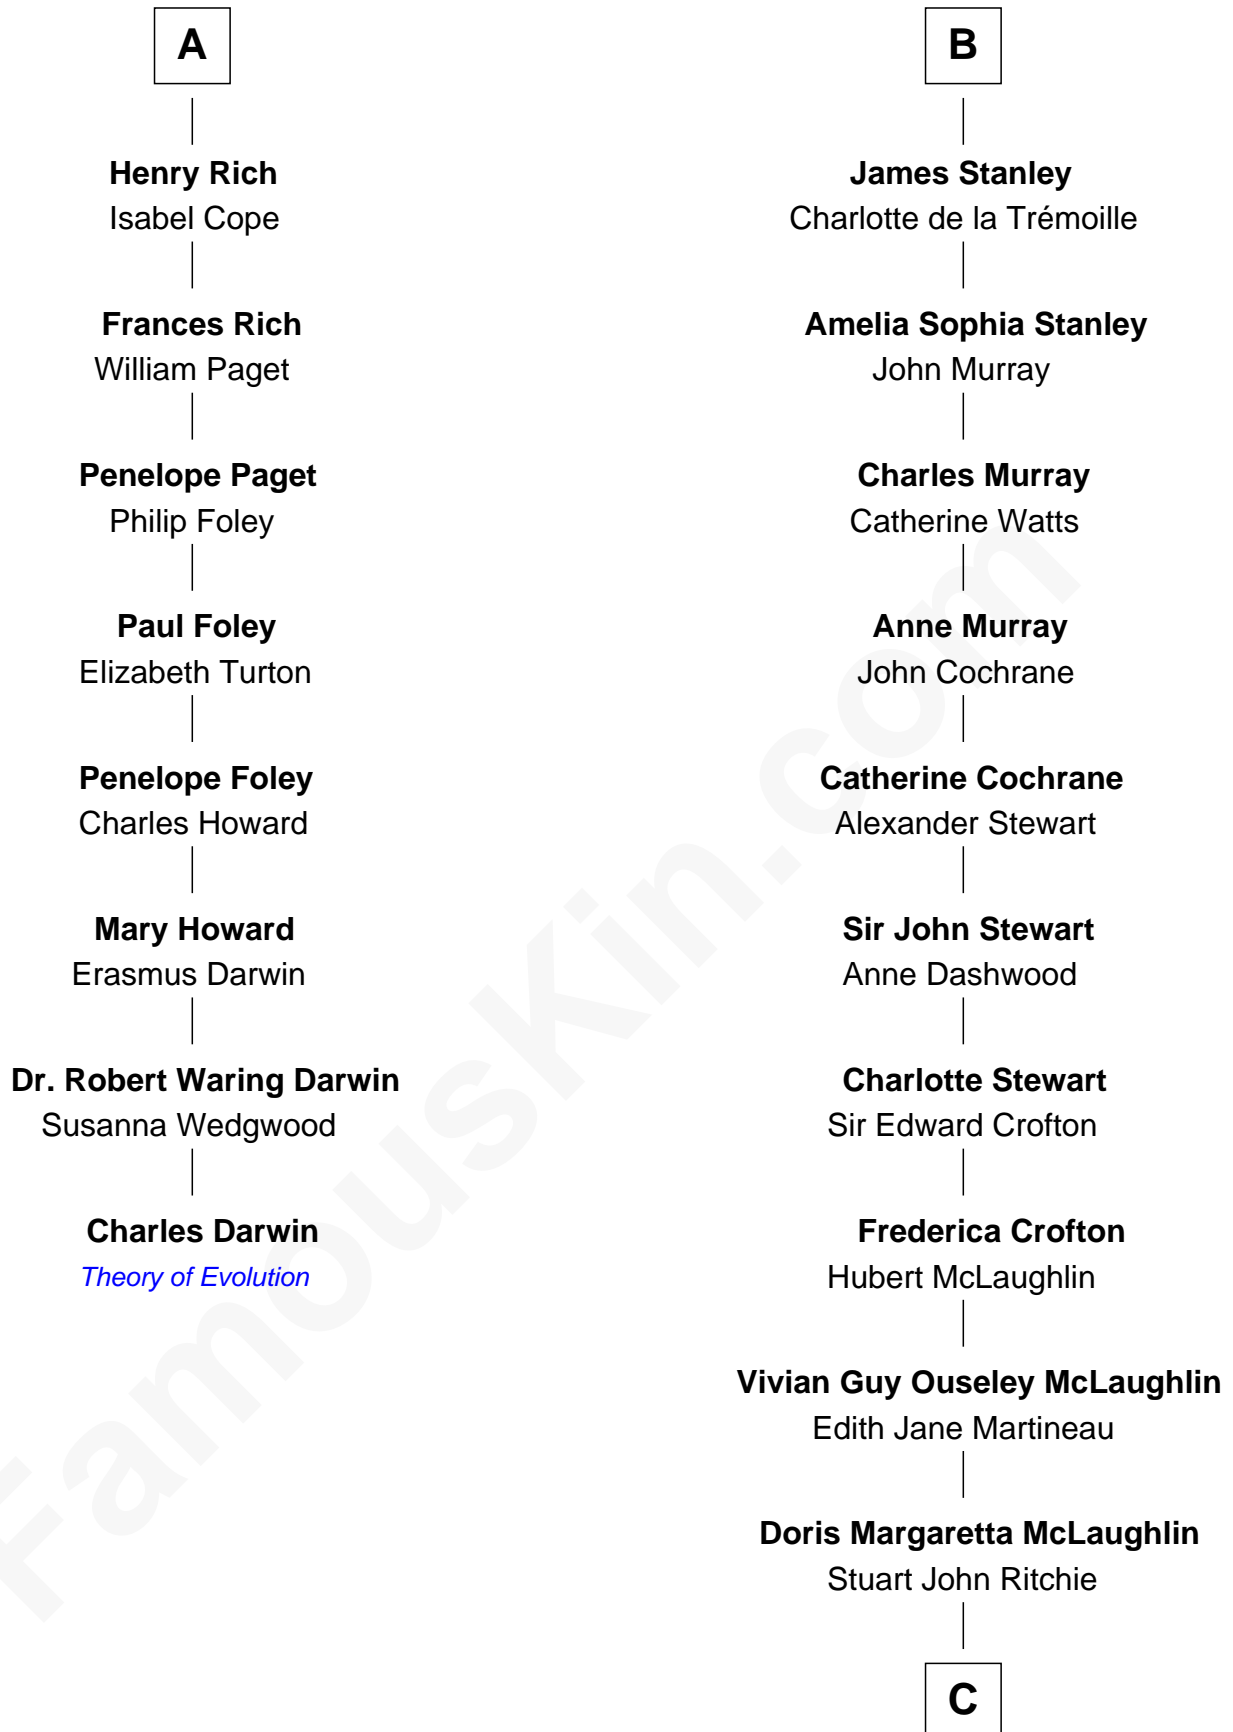 A
Henry Rich
Isabel Cope
Frances Rich
William Paget
Penelope Paget
Philip Foley
Paul Foley
Elizabeth Turton
Penelope Foley
Charles Howard
Mary Howard
Erasmus Darwin
Dr. Robert Waring Darwin
Susanna Wedgwood
Charles Darwin
Theory of Evolution
B
James Stanley
Charlotte de la Trémoille
Amelia Sophia Stanley
John Murray
Charles Murray
Catherine Watts
Anne Murray
John Cochrane
Catherine Cochrane
Alexander Stewart
Sir John Stewart
Anne Dashwood
Charlotte Stewart
Sir Edward Crofton
Frederica Crofton
Hubert McLaughlin
Vivian Guy Ouseley McLaughlin
Edith Jane Martineau
Doris Margaretta McLaughlin
Stuart John Ritchie
C
FamousKin.com